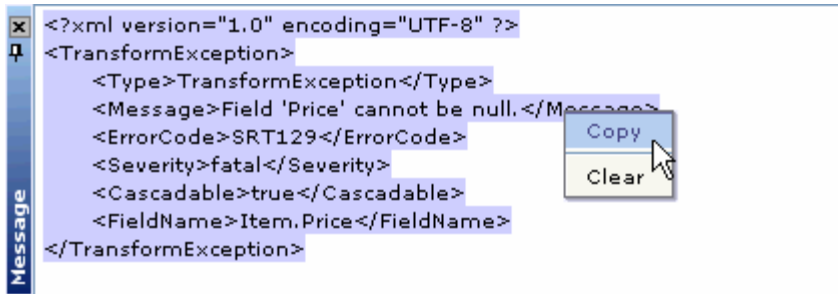 <?xml version="1.0" encoding="UTF-8" ?>
<TransformException>
<Type>TransformException</Type>
<Message>Field 'Price' cannot be null.</Message>
<ErrorCode>SRT129</ErrorCode>
<Severity>fatal</Severity>
<Cascadable>true</Cascadable>
<FieldName>Item.Price</FieldName>
</TransformException>
Copy
Clear
Message